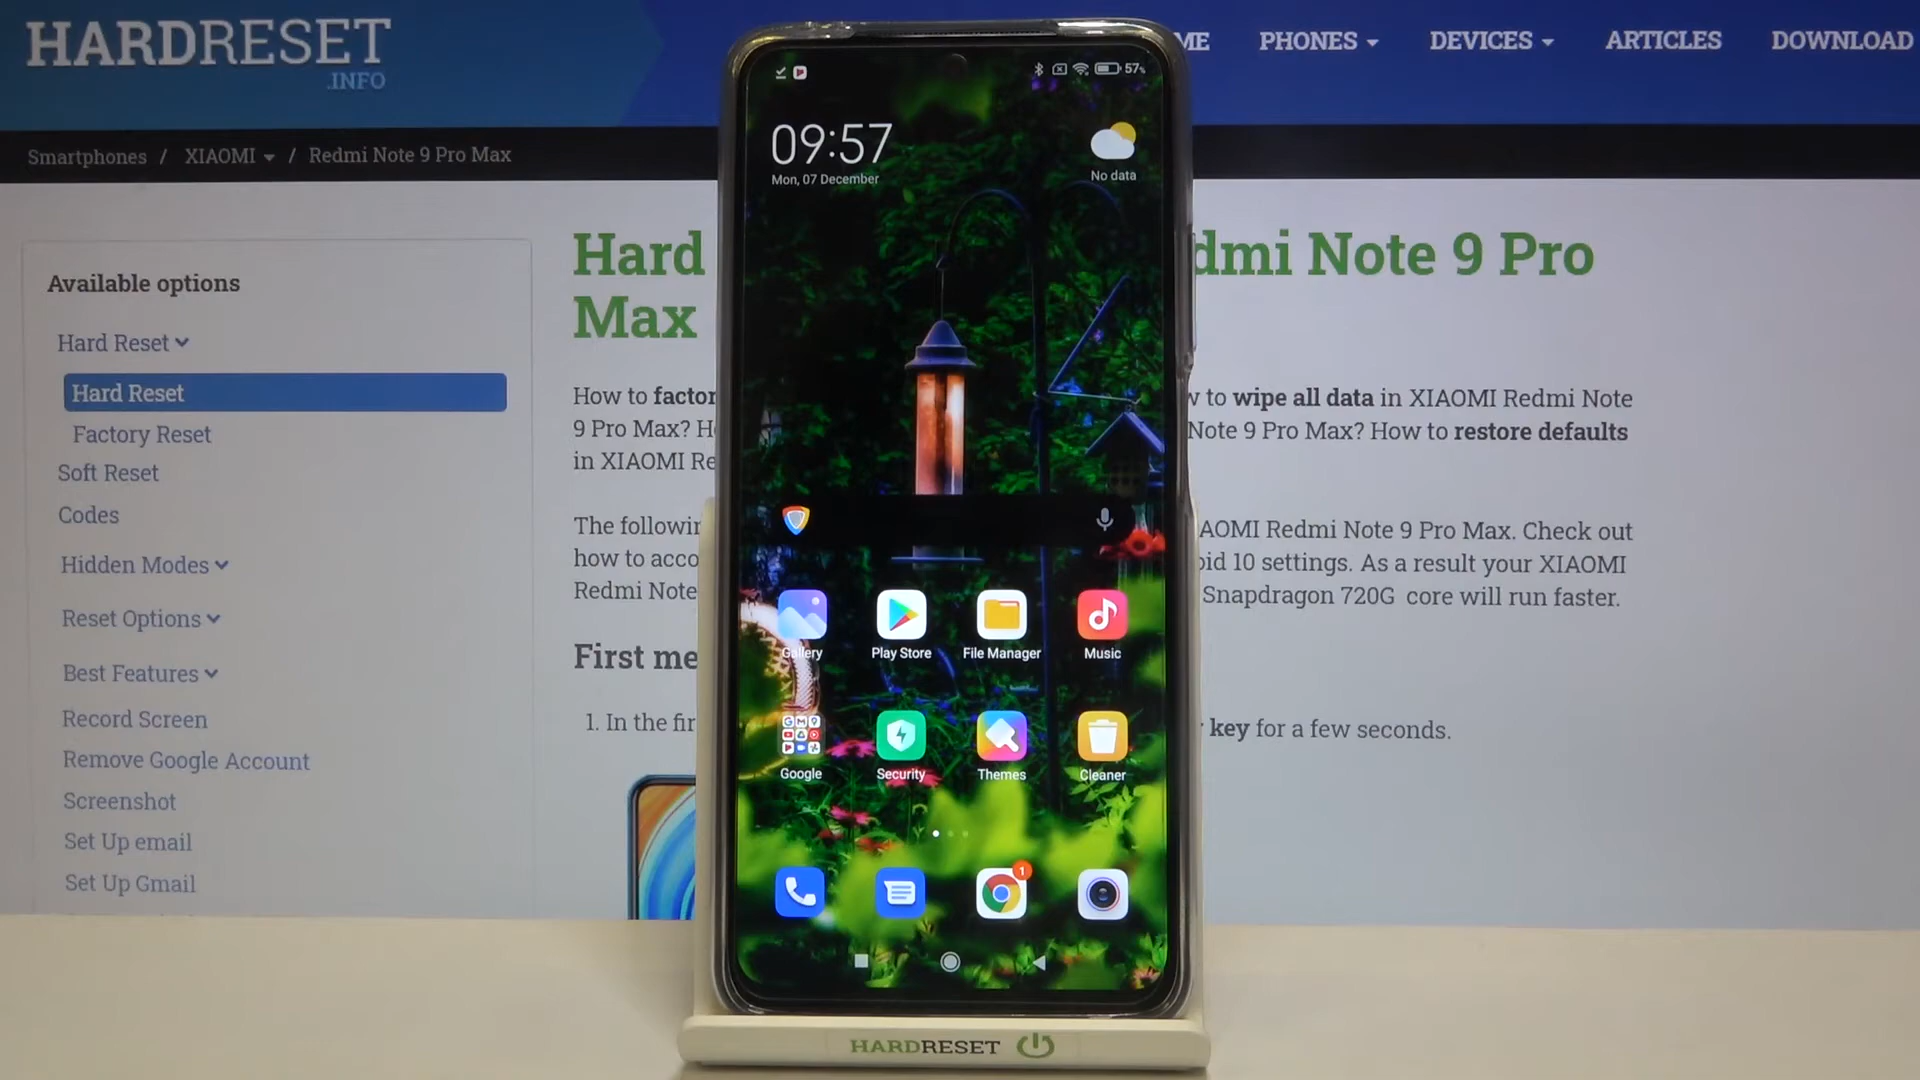 HARDRESET
.INFO
ME PHONES DEVICES ARTICLES DOWNLOAD
Smartphones / XIAOMI / Redmi Note 9 Pro Max
Available options
Hard Reset
Hard Reset
Factory Reset
Soft Reset
Codes
Hidden Modes
Reset Options
Best Features
Record Screen
Remove Google Account
Screenshot
Set Up email
Set Up Gmail
Hard dmi Note 9 Pro
Max
How to factor w to wipe all data in XIAOMI Redmi Note
9 Pro Max? H Note 9 Pro Max? How to restore defaults
in XIAOMI Re
The followin AOMI Redmi Note 9 Pro Max. Check out
how to acco oid 10 settings. As a result your XIAOMI
Redmi Note Snapdragon 720G core will run faster.
First me
1. In the fir key for a few seconds.
57%
09:57
Mon, 07 December
No data
Gallery Play Store File Manager Music
Google Security Themes Cleaner
1
HARDRESET